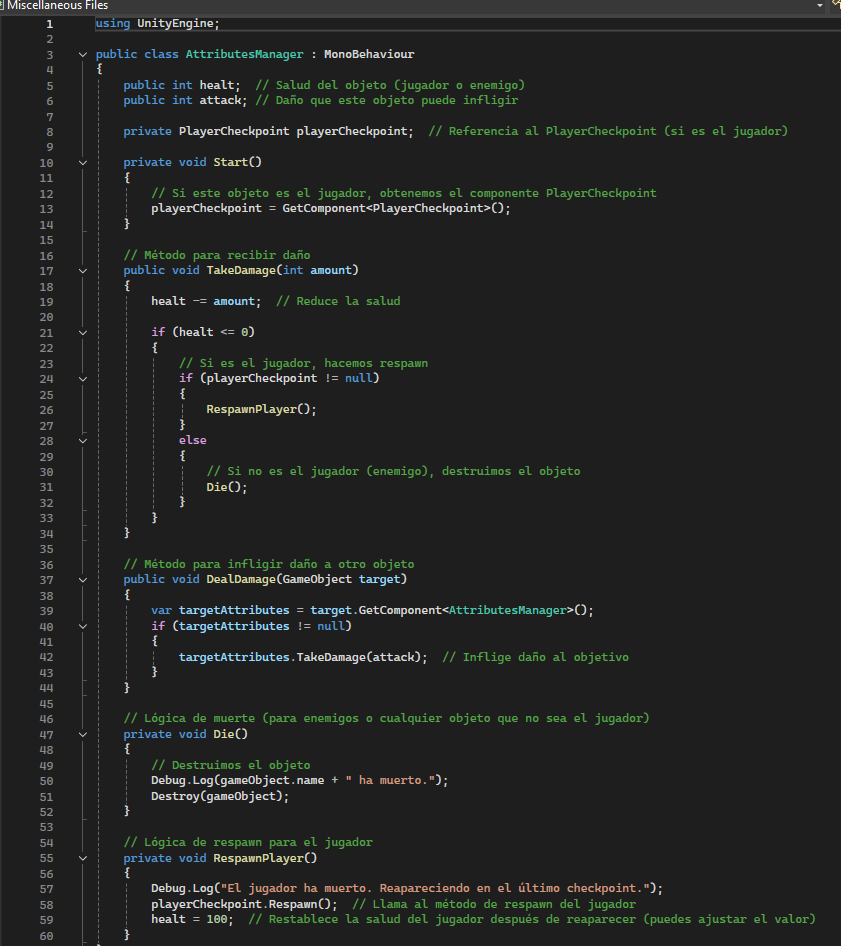 Miscellaneous Files
1 using UnityEngine;
2
3 public class AttributesManager : MonoBehaviour
4 {
5 public int healt; // Salud del objeto (jugador o enemigo)
6 public int attack; // Daño que este objeto puede infligir
7
8 private PlayerCheckpoint playerCheckpoint; // Referencia al PlayerCheckpoint (si es el jugador)
9
10 private void Start()
11 {
12 // Si este objeto es el jugador, obtenemos el componente PlayerCheckpoint
13 playerCheckpoint = GetComponent<PlayerCheckpoint>();
14 }
15
16 // Método para recibir daño
17 public void TakeDamage(int amount)
18 {
19 healt -= amount; // Reduce la salud
20
21 if (healt <= 0)
22 {
23 // Si es el jugador, hacemos respawn
24 if (playerCheckpoint != null)
25 {
26 RespawnPlayer();
27 }
28 else
29 {
30 // Si no es el jugador (enemigo), destruimos el objeto
31 Die();
32 }
33 }
34 }
35
36 // Método para infligir daño a otro objeto
37 public void DealDamage(GameObject target)
38 {
39 var targetAttributes = target.GetComponent<AttributesManager>();
40 if (targetAttributes != null)
41 {
42 targetAttributes.TakeDamage(attack); // Inflige daño al objetivo
43 }
44 }
45
46 // Lógica de muerte (para enemigos o cualquier objeto que no sea el jugador)
47 private void Die()
48 {
49 // Destruimos el objeto
50 Debug.Log(gameObject.name + " ha muerto.");
51 Destroy(gameObject);
52 }
53
54 // Lógica de respawn para el jugador
55 private void RespawnPlayer()
56 {
57 Debug.Log("El jugador ha muerto. Reapareciendo en el último checkpoint.");
58 playerCheckpoint.Respawn(); // Llama al método de respawn del jugador
59 healt = 100; // Restablece la salud del jugador después de reaparecer (puedes ajustar el valor)
60 }